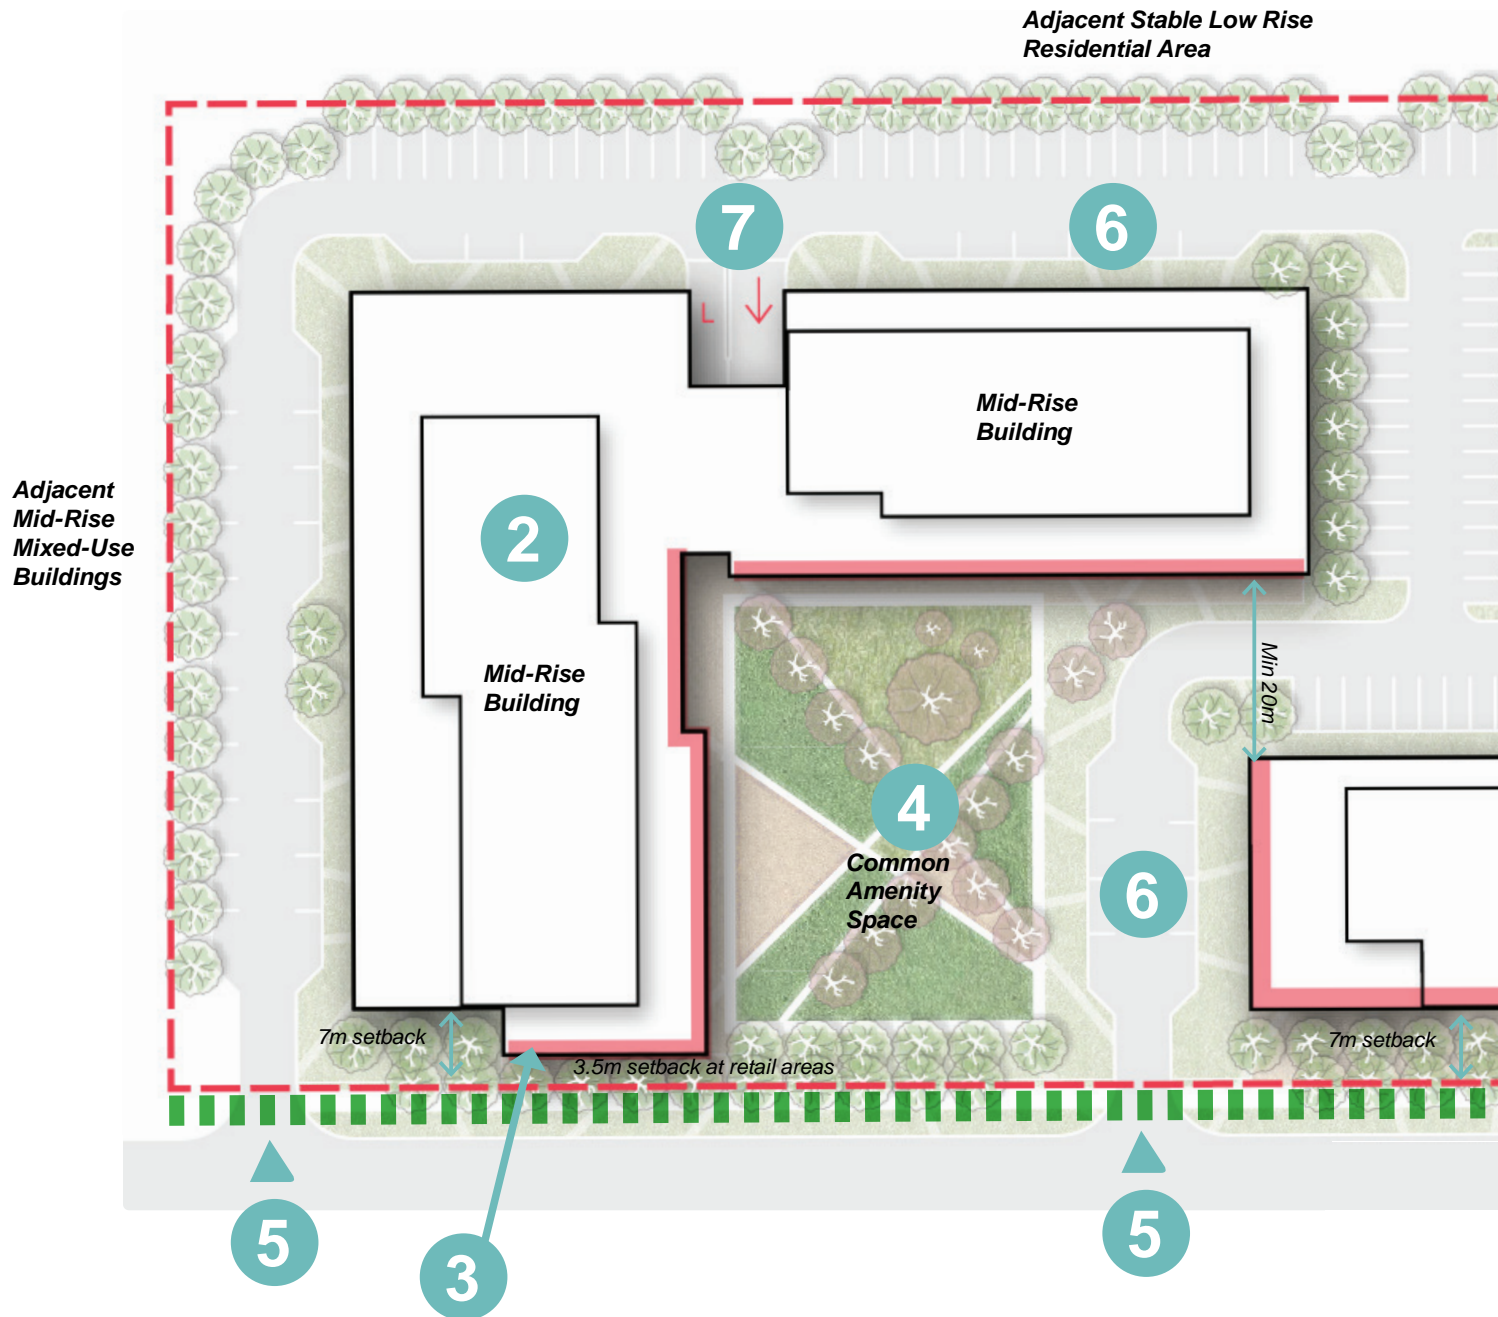 Adjacent Stable Low Rise
Residential Area
7
6
L
Mid-Rise
Building
Adjacent
Mid-Rise
Mixed-Use
Buildings
2
Mid-Rise
Building
Min 20m
4
Common
Amenity
Space
6
7m setback
3.5m setback at retail areas
7m setback
5
3
5